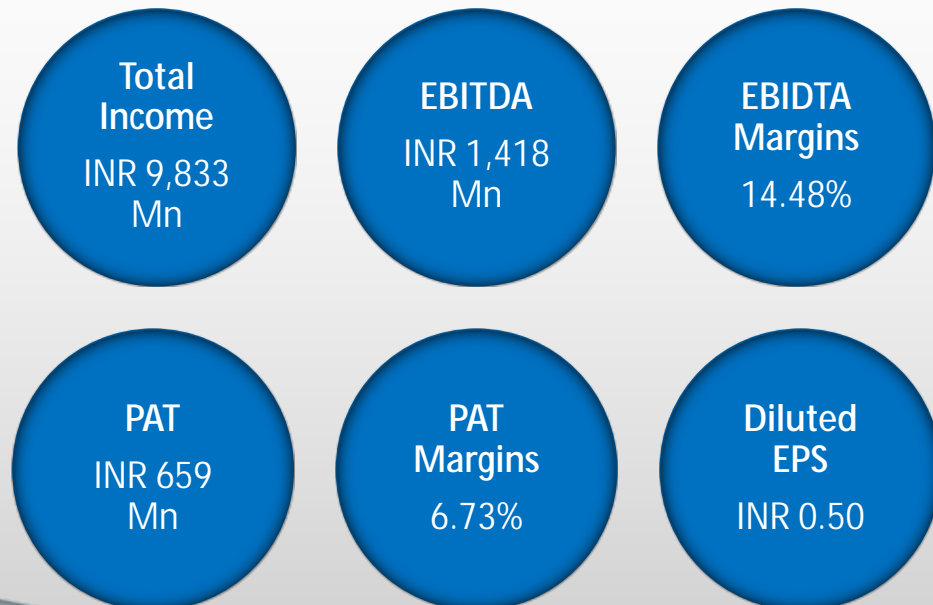 Total
Income
INR 9,833
Mn
EBITDA
INR 1,418
Mn
EBIDTA
Margins
14.48%
PAT
INR 659
Mn
PAT
Margins
6.73%
Diluted
EPS
INR 0.50